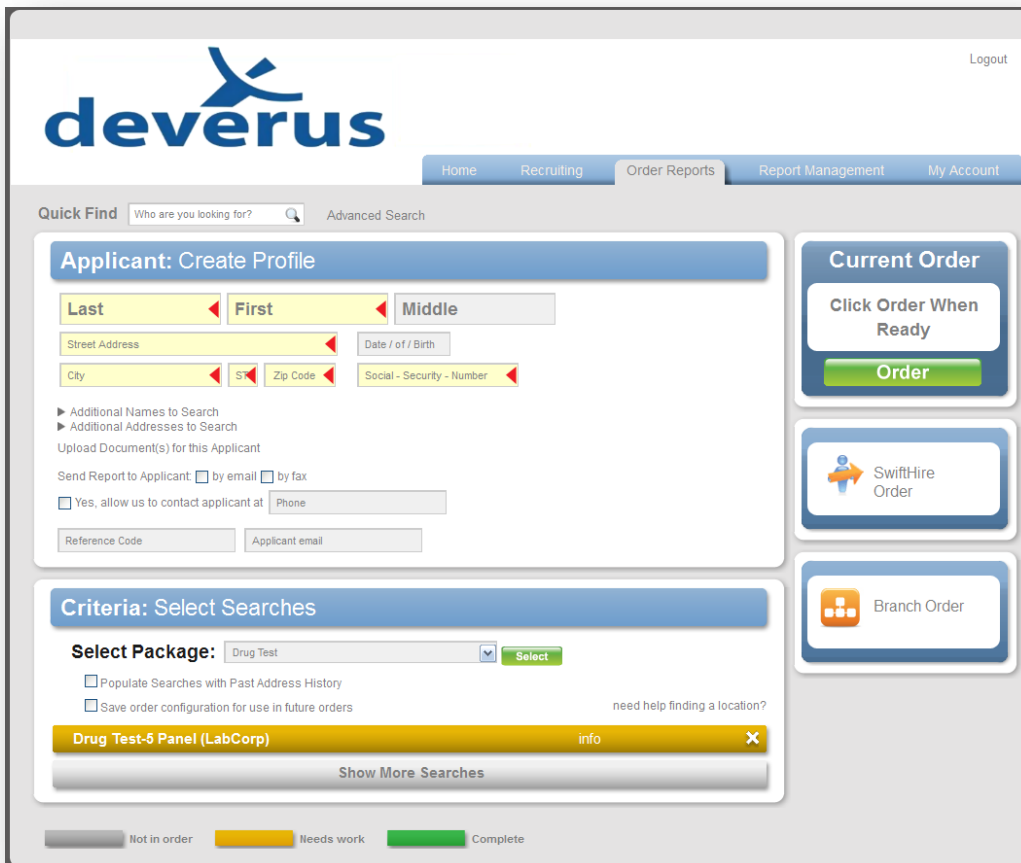 Logout
deverus
Home Recruiting Order Reports Report Management My Account
Quick Find Who are you looking for? Advanced Search
Applicant: Create Profile
Last First Middle
Street Address Date / of / Birth
City ST Zip Code Social - Security - Number
Additional Names to Search
Additional Addresses to Search
Upload Document(s) for this Applicant
Send Report to Applicant: by email by fax
Yes, allow us to contact applicant at Phone
Reference Code Applicant email
Current Order
Click Order When
Ready
Order
SwiftHire
Order
Branch Order
Criteria: Select Searches
Select Package: Drug Test Select
Populate Searches with Past Address History
Save order configuration for use in future orders need help finding a location?
Drug Test-5 Panel (LabCorp) info
Show More Searches
Not in order Needs work Complete